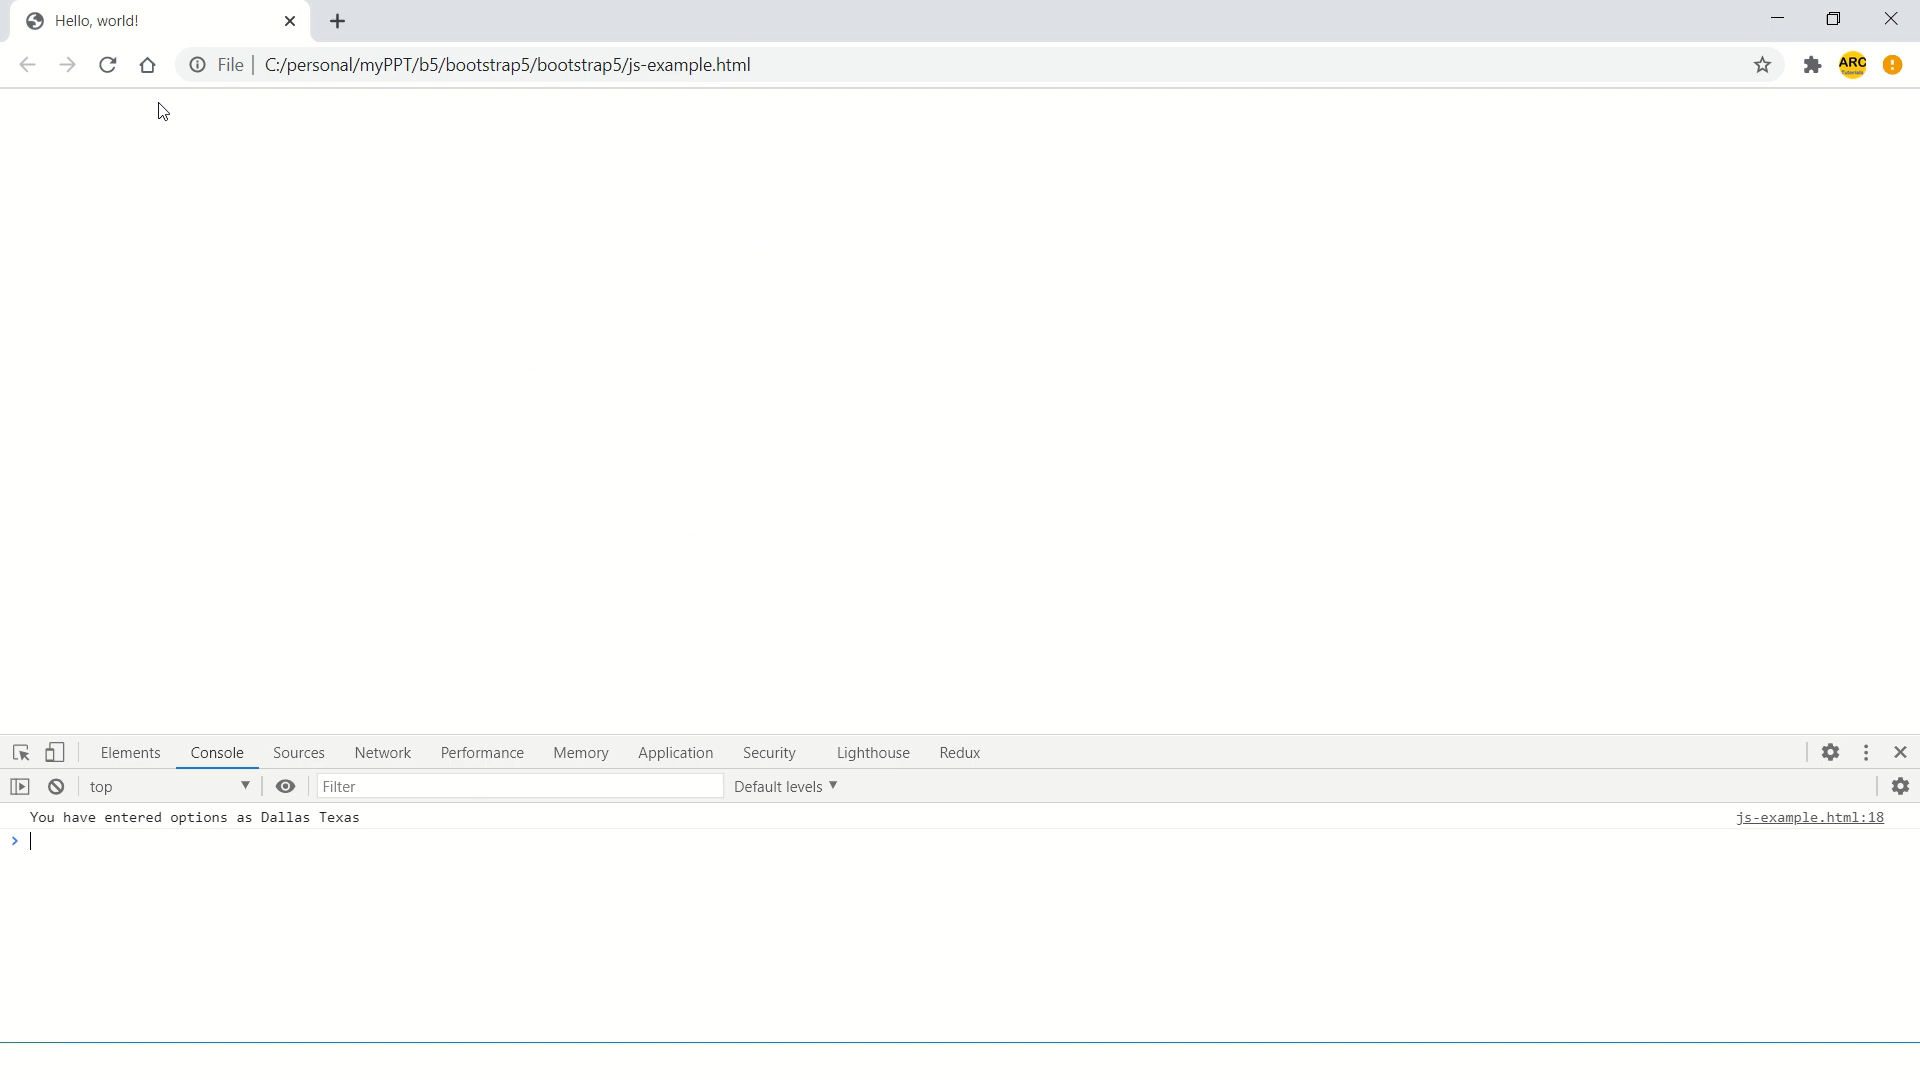 Hello, world!
File C:/personal/myPPT/b5/bootstrap5/bootstrap5/js-example.html
ARC
Tutorials
Elements Console Sources Network Performance Memory Application Security Lighthouse Redux
top Filter Default levels
You have entered options as Dallas Texas js-example.html:18